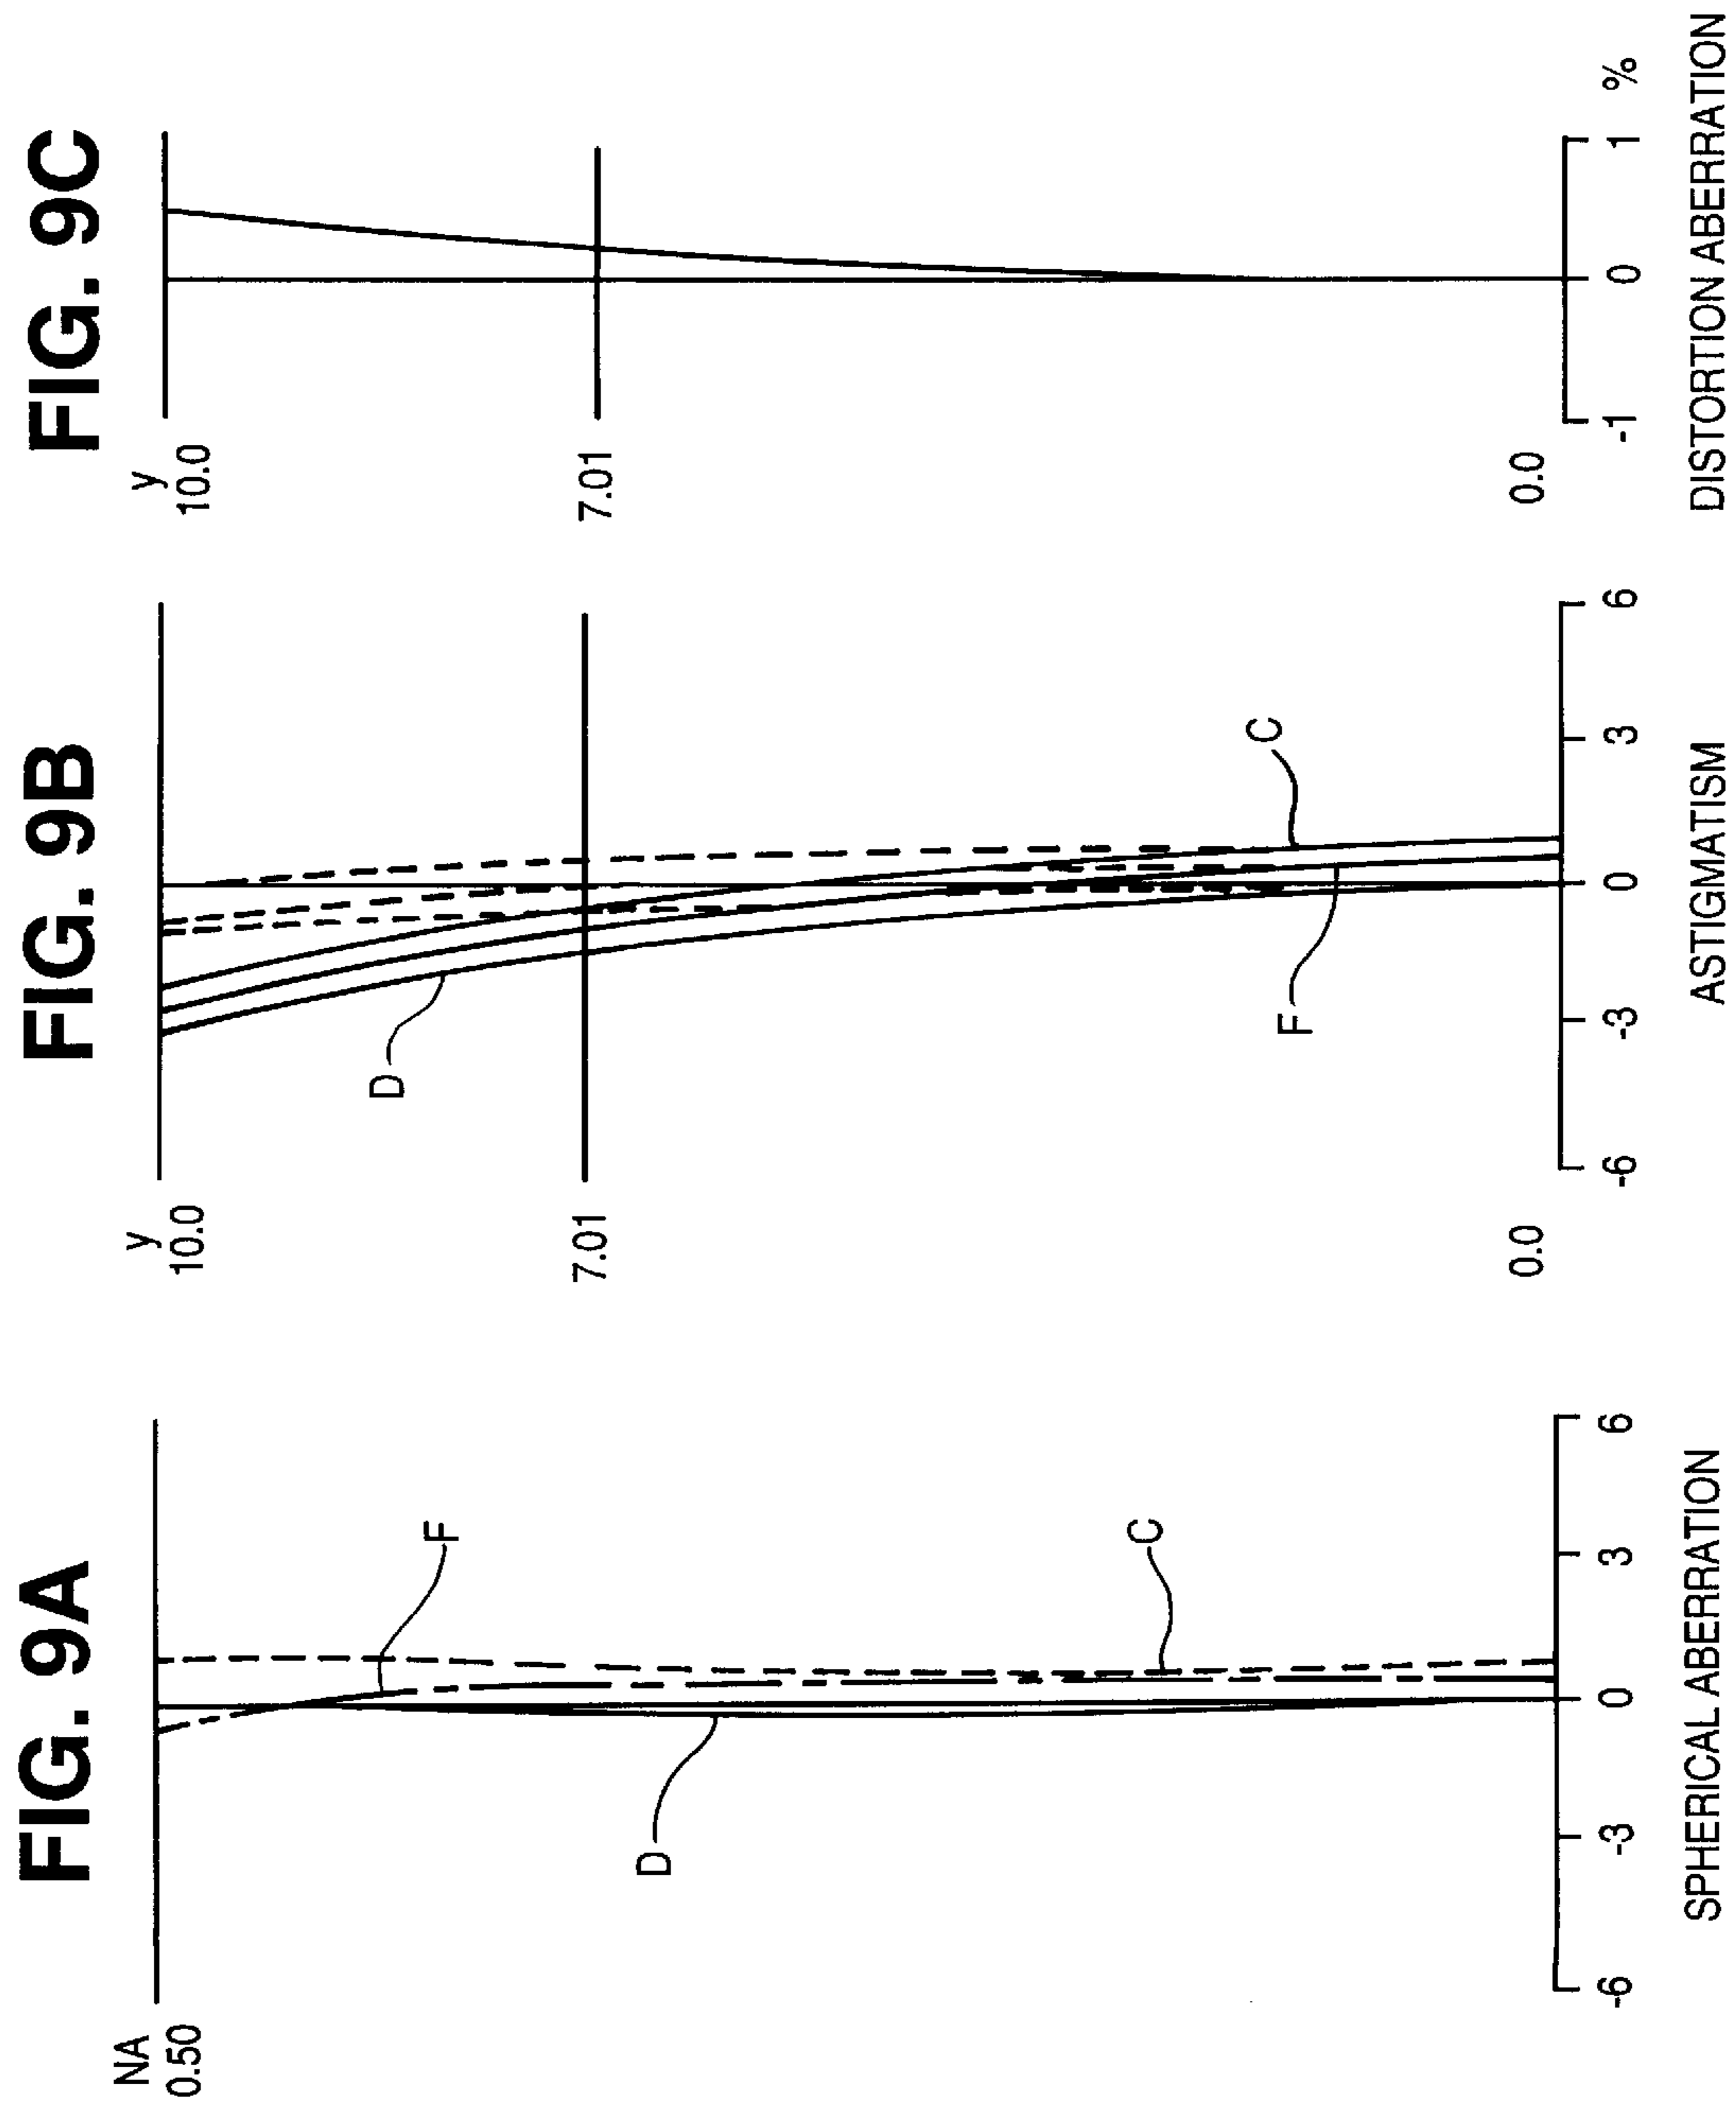 FIG. 9A
NA
0.50
F
C
D
-6
-3
0
3
6
SPHERICAL ABERRATION
FIG. 9B
y
10.0
7.01
0.0
D
F
C
-6
-3
0
3
6
ASTIGMATISM
FIG. 9C
y
10.0
7.01
0.0
-1
0
1
%
DISTORTION ABERRATION